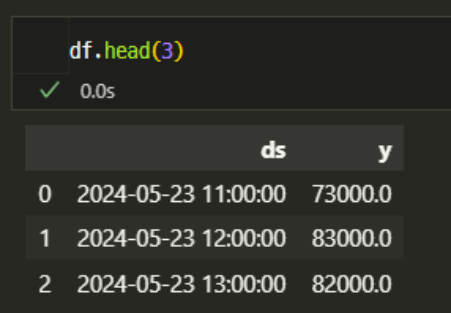 df.head(3)
0.0s
ds y
0 2024-05-23 11:00:00 73000.0
1 2024-05-23 12:00:00 83000.0
2 2024-05-23 13:00:00 82000.0